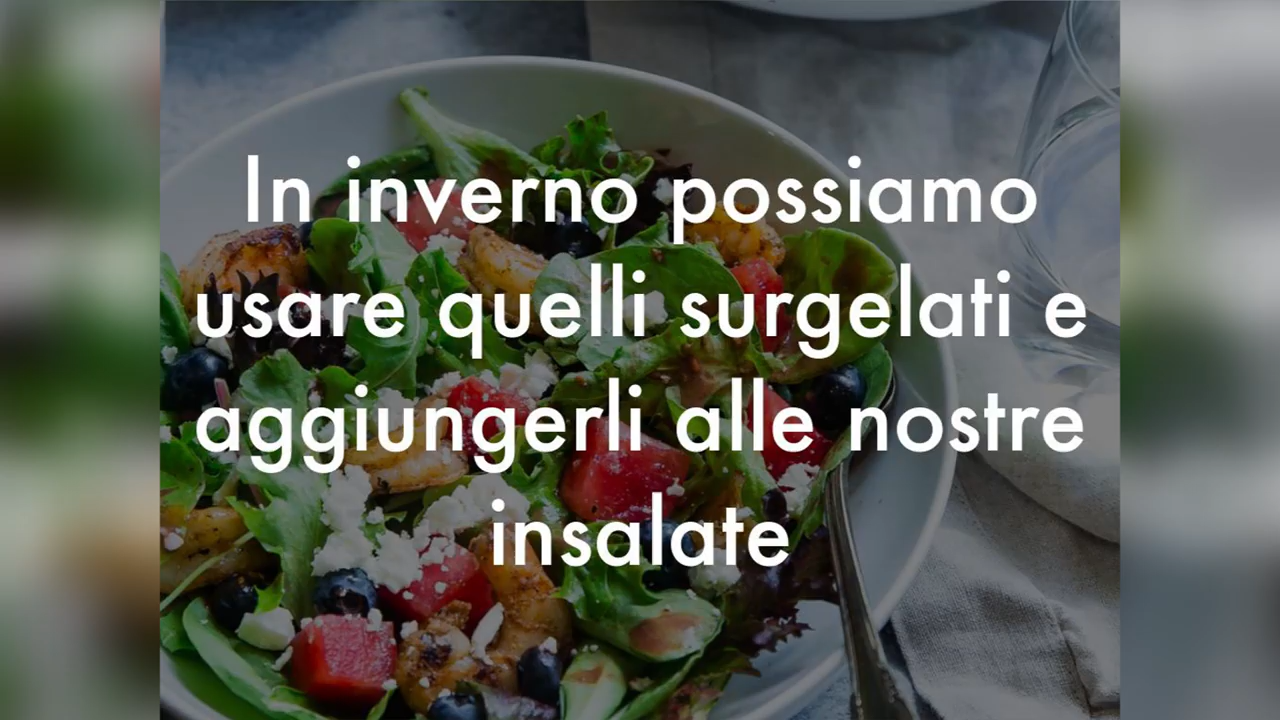 In inverno possiamo
usare quelli surgelati e
aggiungerli alle nostre
insalate